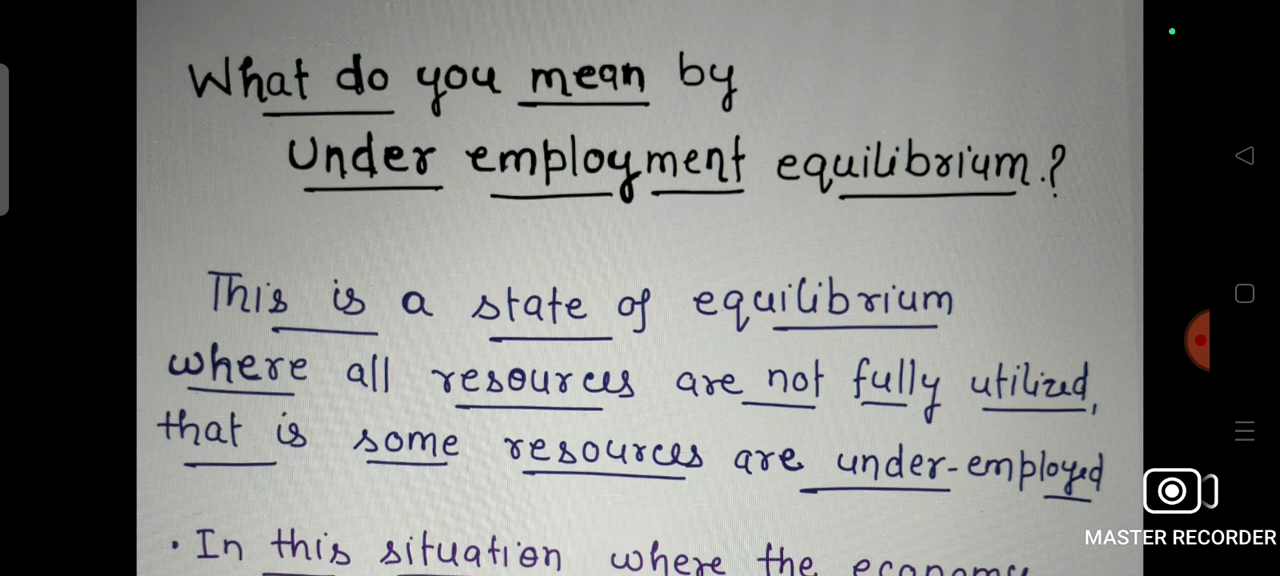 What do you mean by
Under employment equilibrium.?
This is a state of equilibrium
where all resources are not fully utilized,
that is some resources are under-employed
• In this situation where the economy
MASTER RECORDER